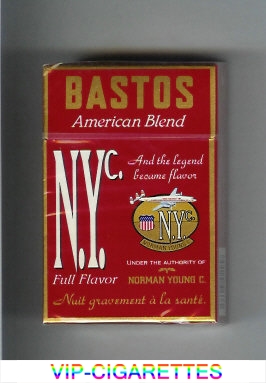 BASTOS
American Blend
N.Y.C.
And the legend
became flavor
N.Y.C.
NORMAN YOUNG C.
Full Flavor
UNDER THE AUTHORITY OF
NORMAN YOUNG C.
Nuit gravement à la santé.
VIP-CIGARETTES